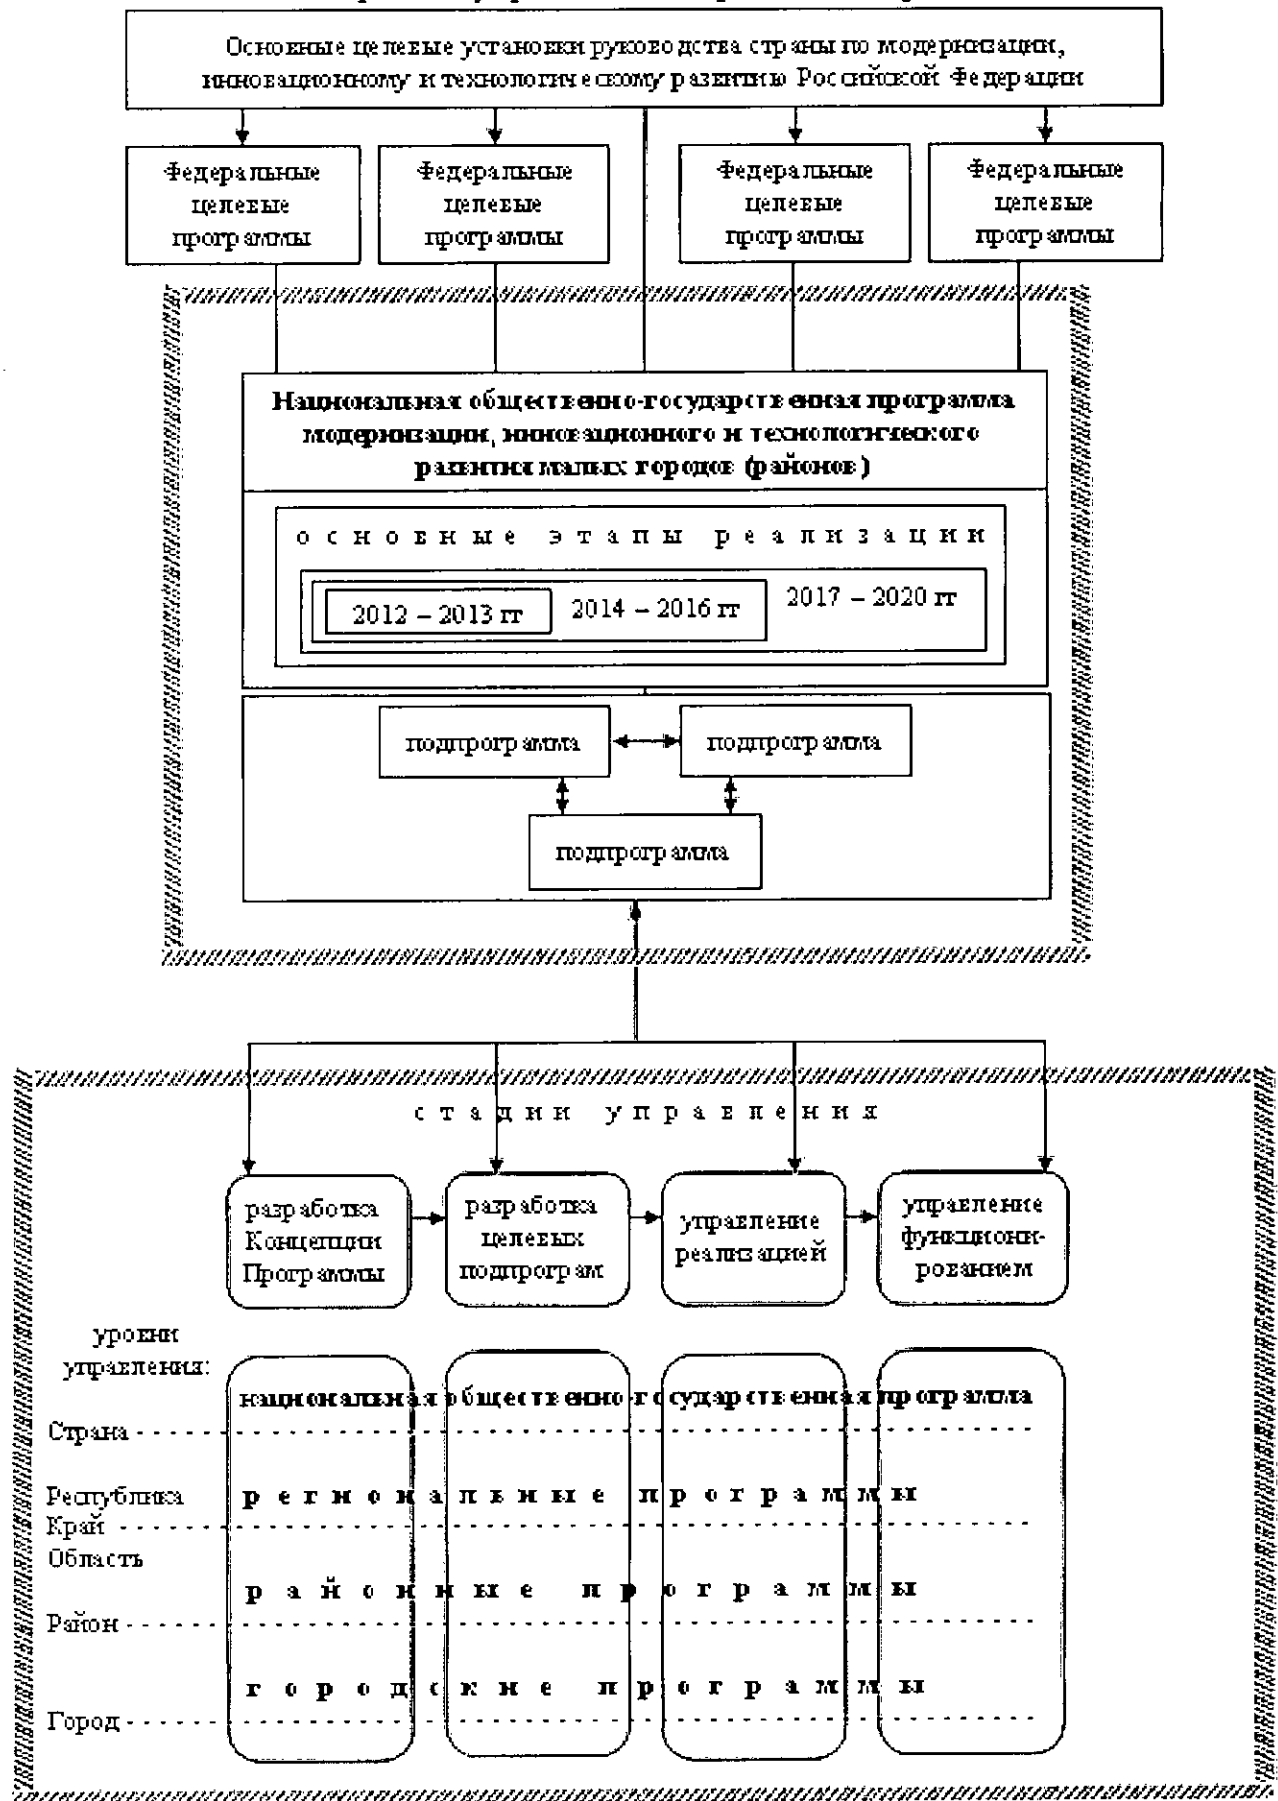 Основные целевые установки руководства страны по модернизации,
инновационному и технологическому развитию Российской Федерации
Федеральные
целевые
программы
Федеральные
целевые
программы
Федеральные
целевые
программы
Федеральные
целевые
программы
Национальная общественно-государственная программа
модернизации, инновационного и технологического
развития малых городов (районов)
основные этапы реализации
2012 – 2013 гг
2014 – 2016 гг
2017 – 2020 гг
подпрограмма
подпрограмма
подпрограмма
стадии управления
разработка
Концепции
Программы
разработка
целевых
подпрограм
управление
реализацией
управление
функциони-
рованием
уровни
управления:
национальная общественно-государственная программа
Страна
Республика
региональные программы
Край
Область
районные программы
Район
городские программы
Город